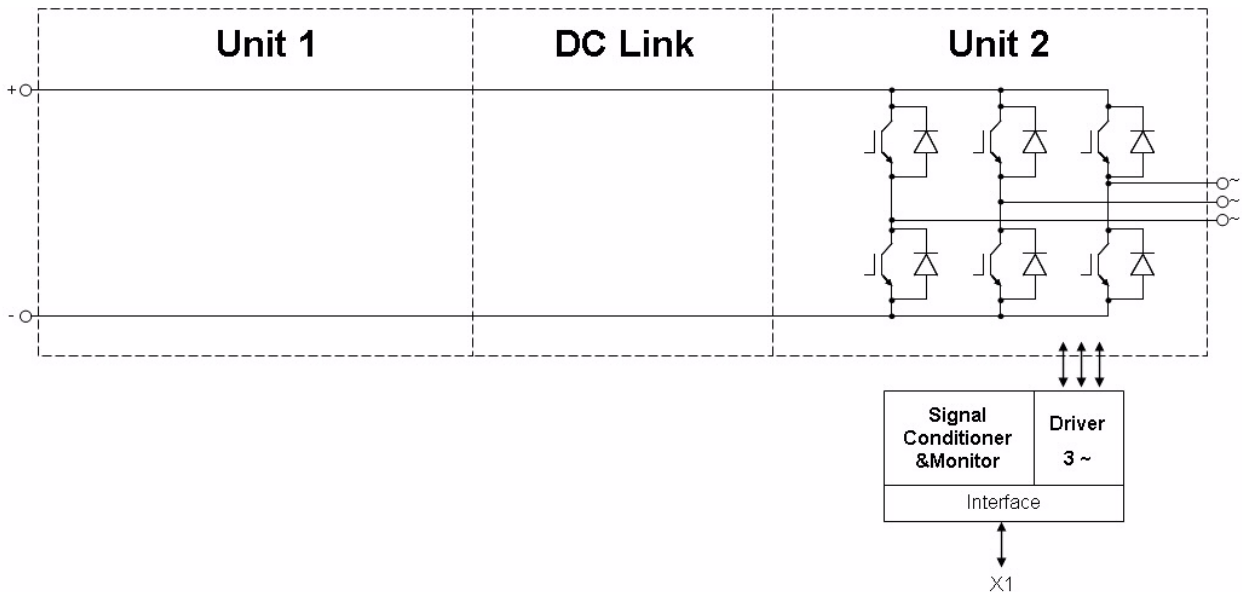 Unit 1
DC Link
Unit 2
+
~
~
~
-
Signal
Conditioner
&Monitor
Driver
3 ~
Interface
X1